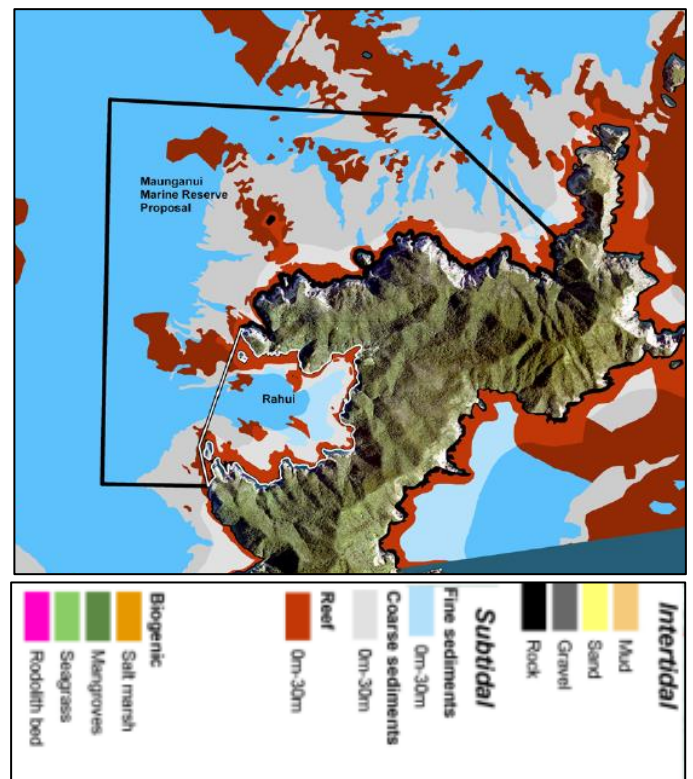 Maunganui
Marine Reserve
Proposal
Rahui
Intertidal
Mud
Sand
Gravel
Rock
Subtidal
Fine sediments
0m-30m
Coarse sediments
0m-30m
Reef
0m-30m
Biogenic
Salt marsh
Mangroves
Seagrass
Rodolith bed